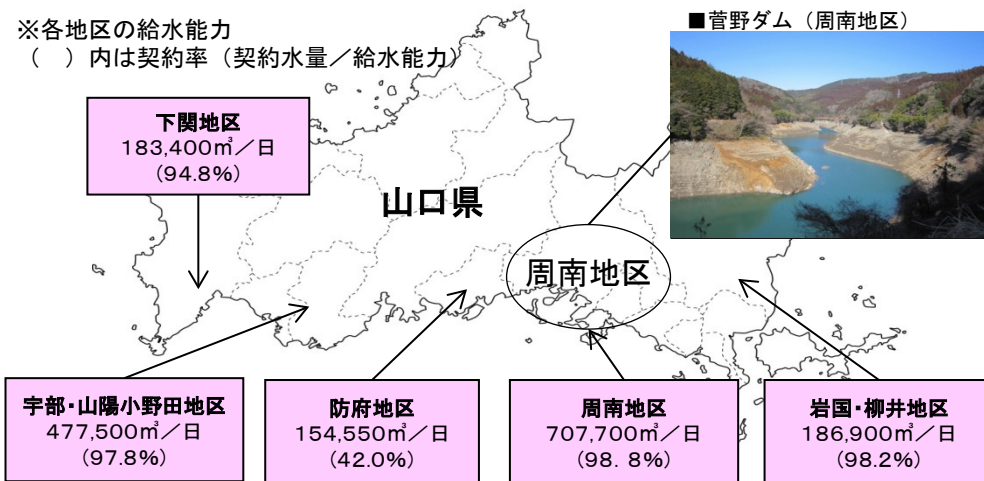 ※各地区の給水能力
（　）内は契約率（契約水量／給水能力）
■菅野ダム（周南地区）
下関地区
183,400㎥／日
(94.8%)
山口県
周南地区
宇部・山陽小野田地区
477,500㎥／日
(97.8%)
防府地区
154,550㎥／日
(42.0%)
周南地区
707,700㎥／日
(98. 8%)
岩国・柳井地区
186,900㎥／日
(98.2%)